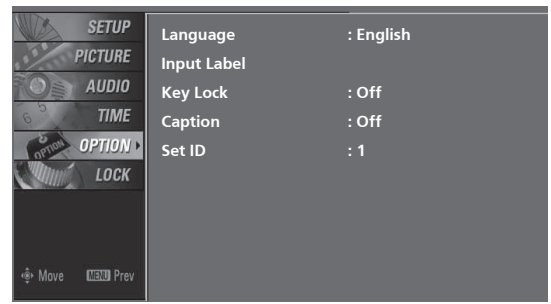 SETUP
PICTURE
AUDIO
TIME
OPTION
LOCK
Move MENU Prev
Language : English
Input Label
Key Lock : Off
Caption : Off
Set ID : 1